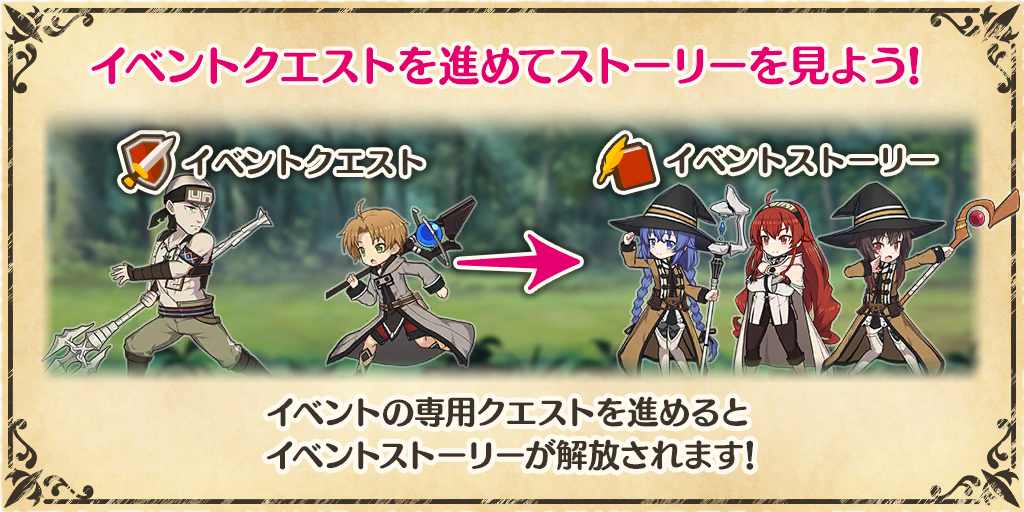 イベントクエストを進めてストーリーを見よう!
イベントクエスト
イベントストーリー
イベントの専用クエストを進めると
イベントストーリーが解放されます!